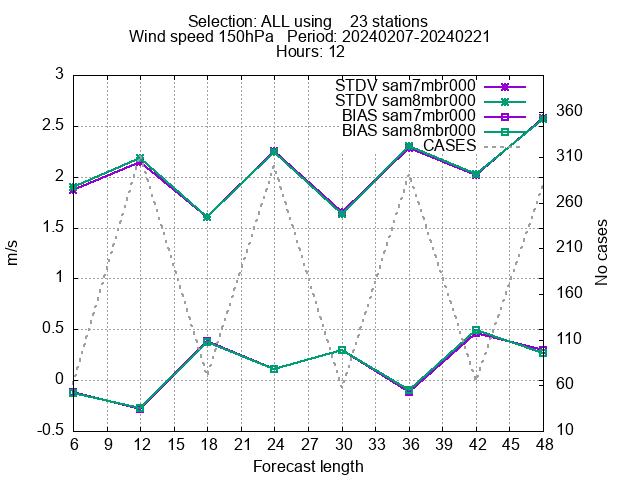 Selection: ALL using    23 stations
Wind speed 150hPa   Period: 20240207-20240221
Hours: 12
STDV sam7mbr000
STDV sam8mbr000
BIAS sam7mbr000
BIAS sam8mbr000
CASES
3
2.5
2
1.5
1
0.5
0
-0.5
m/s
360
310
260
210
160
110
60
10
No cases
6 12 15 18 21 24 27 30 33 36 39 42 45 48
Forecast length